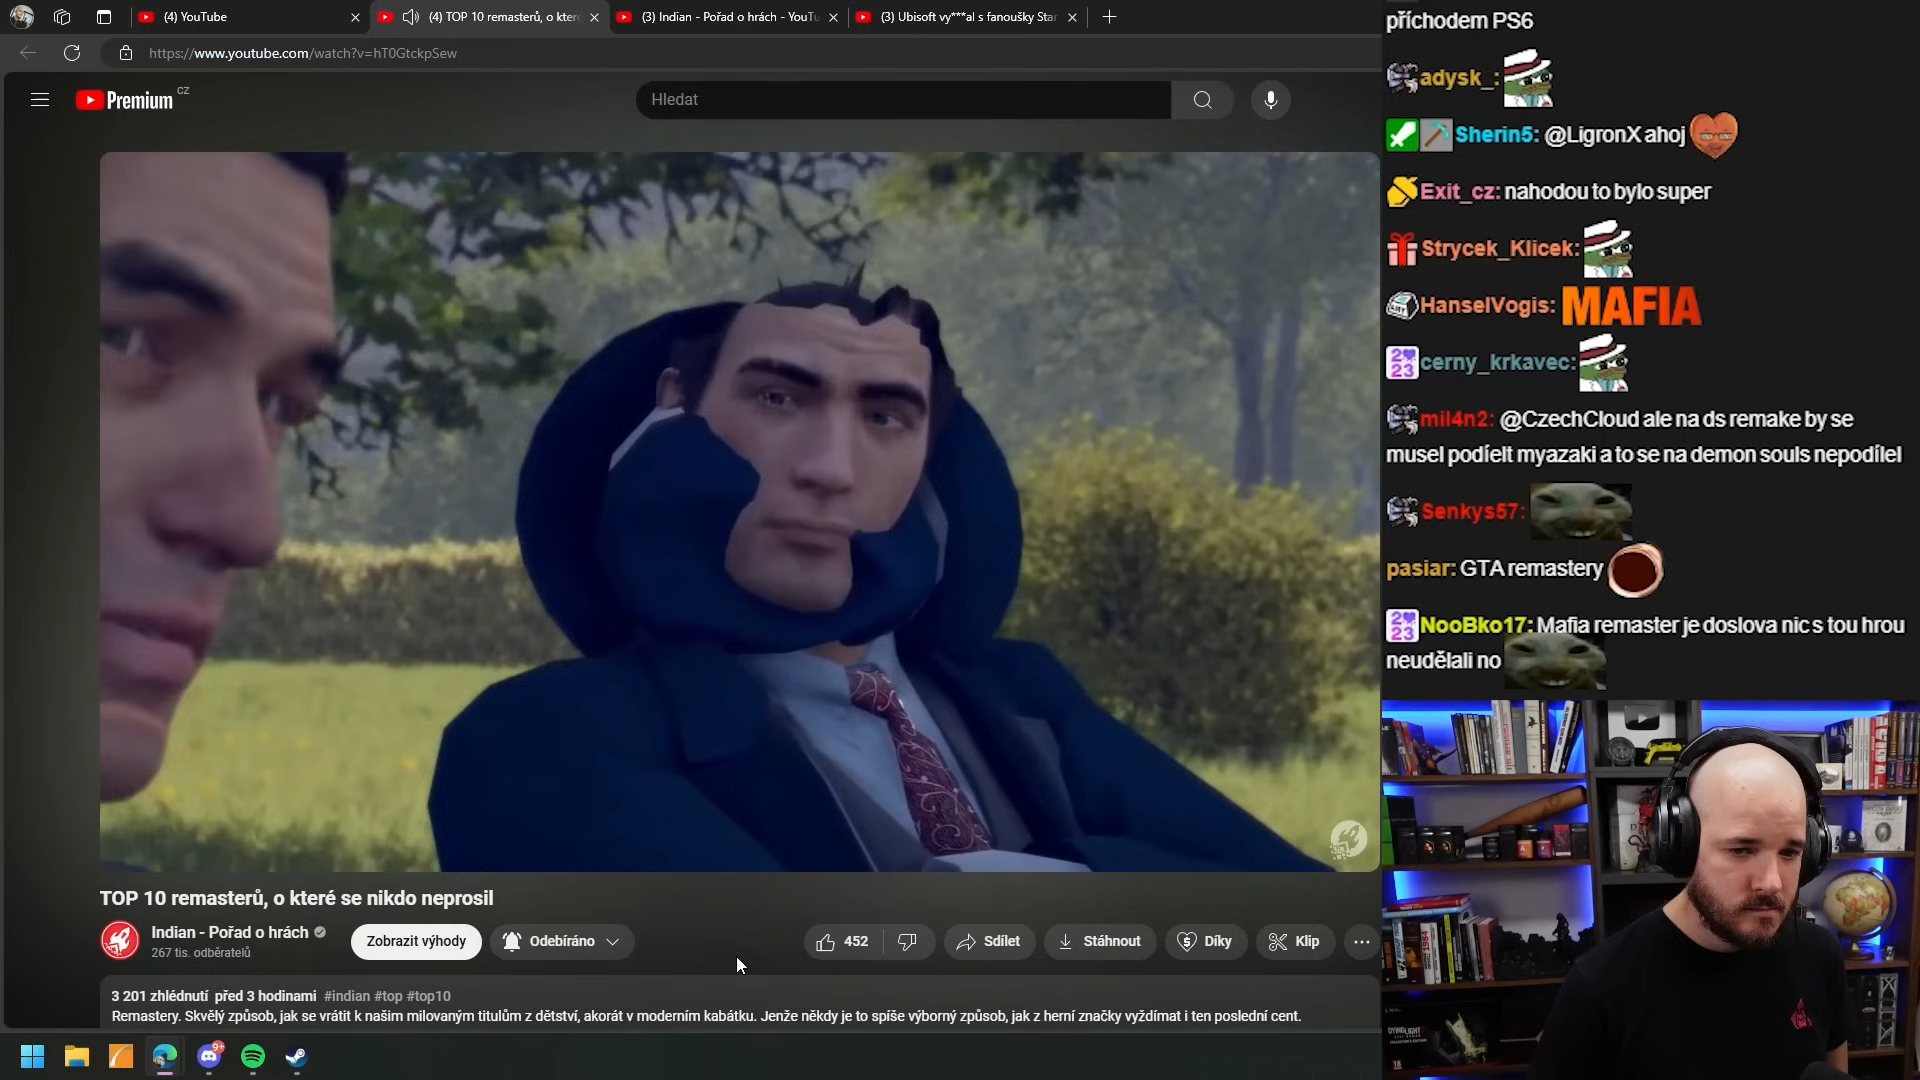 (4) YouTube
(4) TOP 10 remasterů, o kter
(3) Indian - Pořad o hrách - YouTu
(3) Ubisoft vy***al s fanoušky Star
https://www.youtube.com/watch?v=hT0GtckpSew
Premium CZ
Hledat
TOP 10 remasterů, o které se nikdo neprosil
Indian - Pořad o hrách
267 tis. odběratelů
Zobrazit výhody
Odebíráno
452
Sdílet
Stáhnout
Díky
Klip
3 201 zhlédnutí před 3 hodinami #indian #top #top10
Remastery. Skvělý způsob, jak se vrátit k našim milovaným titulům z dětství, akorát v moderním kabátku. Jenže někdy je to spíše výborný způsob, jak z herní značky vyždímat i ten poslední cent.
9+
příchodem PS6
adysk_:
Sherin5: @LigronX ahoj
Exit_cz: nahodou to bylo super
Strycek_Klicek:
HanselVogis: MAFIA
2023 cerny_krkavec:
mil4n2: @CzechCloud ale na ds remake by se
musel podíelt myazaki a to se na demon souls nepodílel
Senkys57:
pasiar: GTA remastery
2023 NooBko17: Mafia remaster je doslova nic s tou hrou
neudělali no